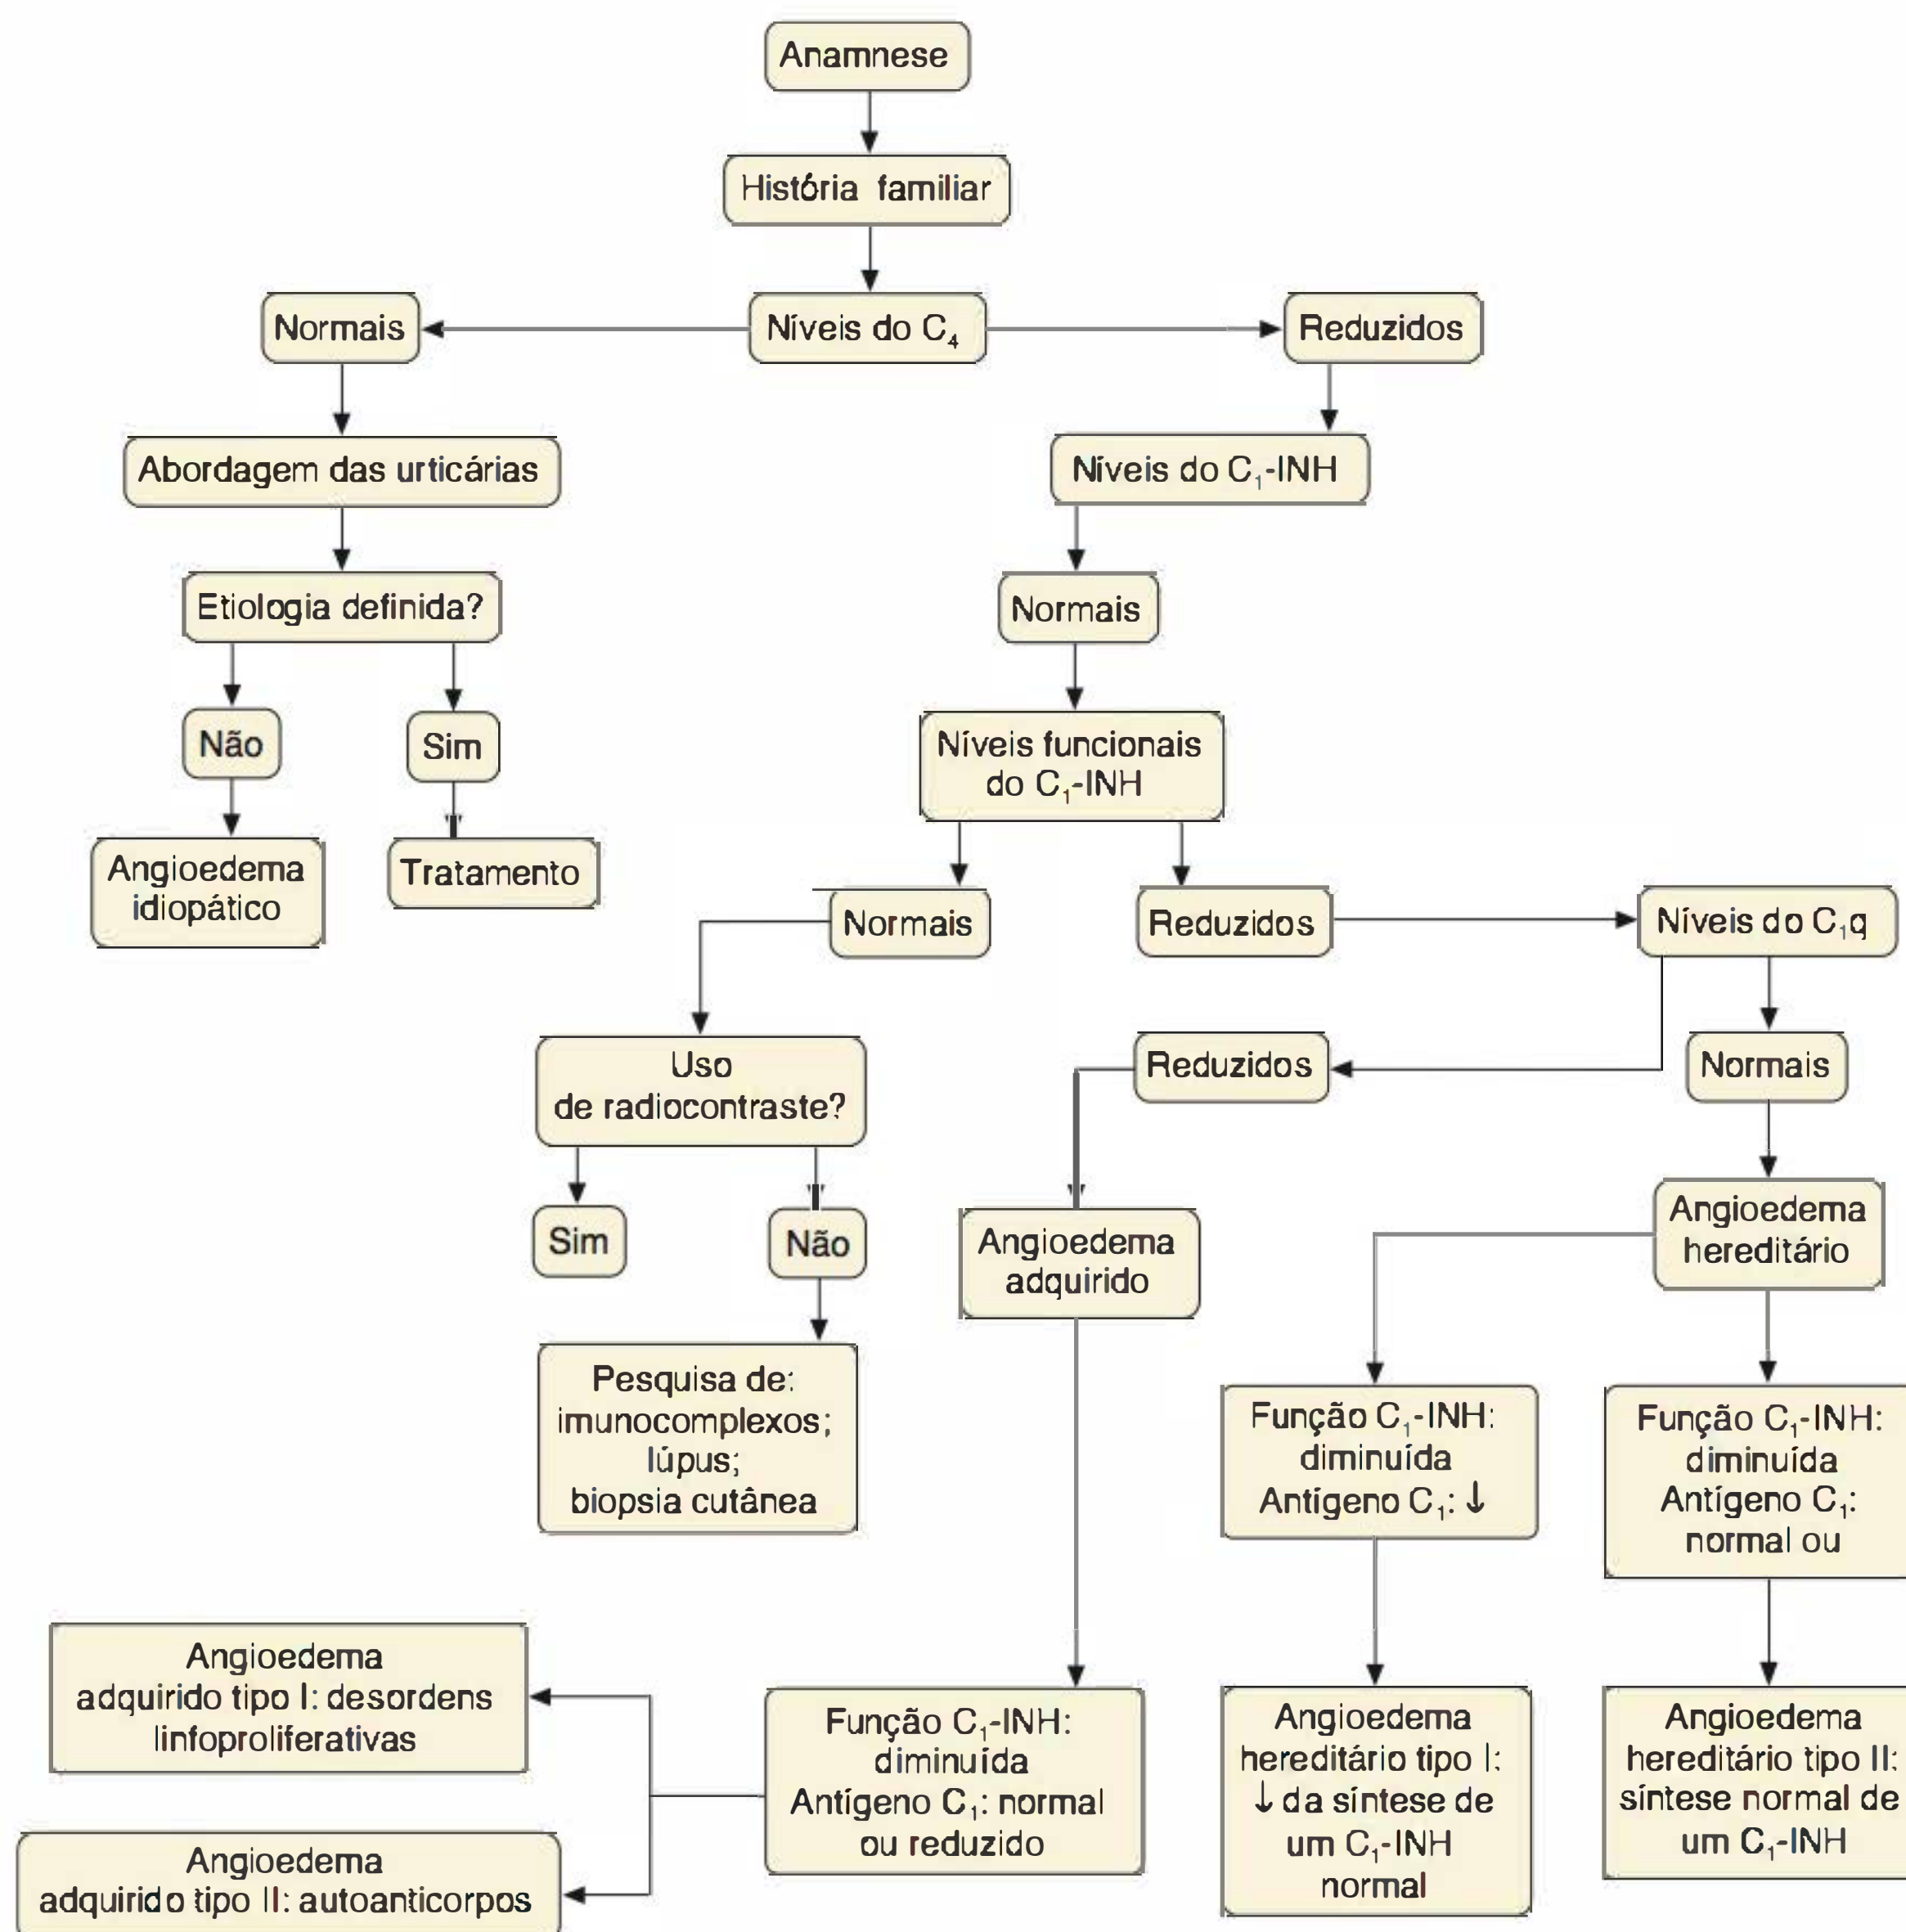 Anamnese
História familiar
Normais
Níveis do C₄
Reduzidos
Abordagem das urticárias
Níveis do C₁-INH
Etiologia definida?
Normais
Não
Sim
Níveis funcionais
do C₁-INH
Angioedema
idiopático
Tratamento
Normais
Reduzidos
Níveis do C₁q
Uso
de radiocontraste?
Reduzidos
Normais
Sim
Não
Angioedema
adquirido
Angioedema
hereditário
Pesquisa de:
imunocomplexos;
lúpus;
biopsia cutânea
Função C₁-INH:
diminuída
Antígeno C₁: ↓
Função C₁-INH:
diminuída
Antígeno C₁:
normal ou
Angioedema
adquirido tipo I: desordens
linfoproliferativas
Angioedema
adquirido tipo II: autoanticorpos
Função C₁-INH:
diminuída
Antígeno C₁: normal
ou reduzido
Angioedema
hereditário tipo I:
↓ da síntese de
um C₁-INH
normal
Angioedema
hereditário tipo II:
síntese normal de
um C₁-INH